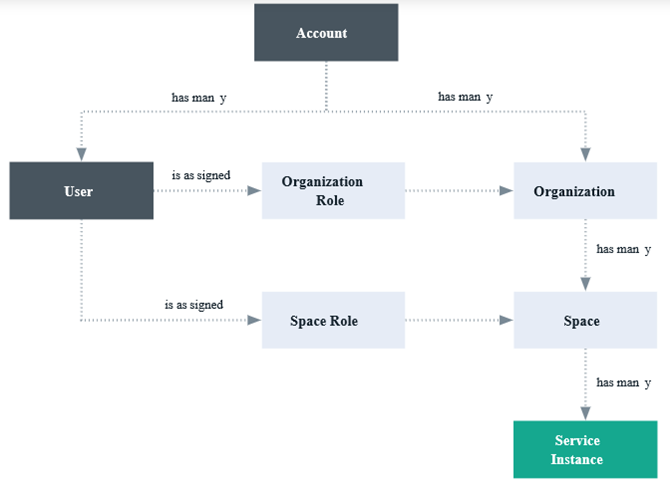 Account
has man y
has man y
User
is as signed
Organization
Role
Organization
has man y
is as signed
Space Role
Space
has man y
Service
Instance